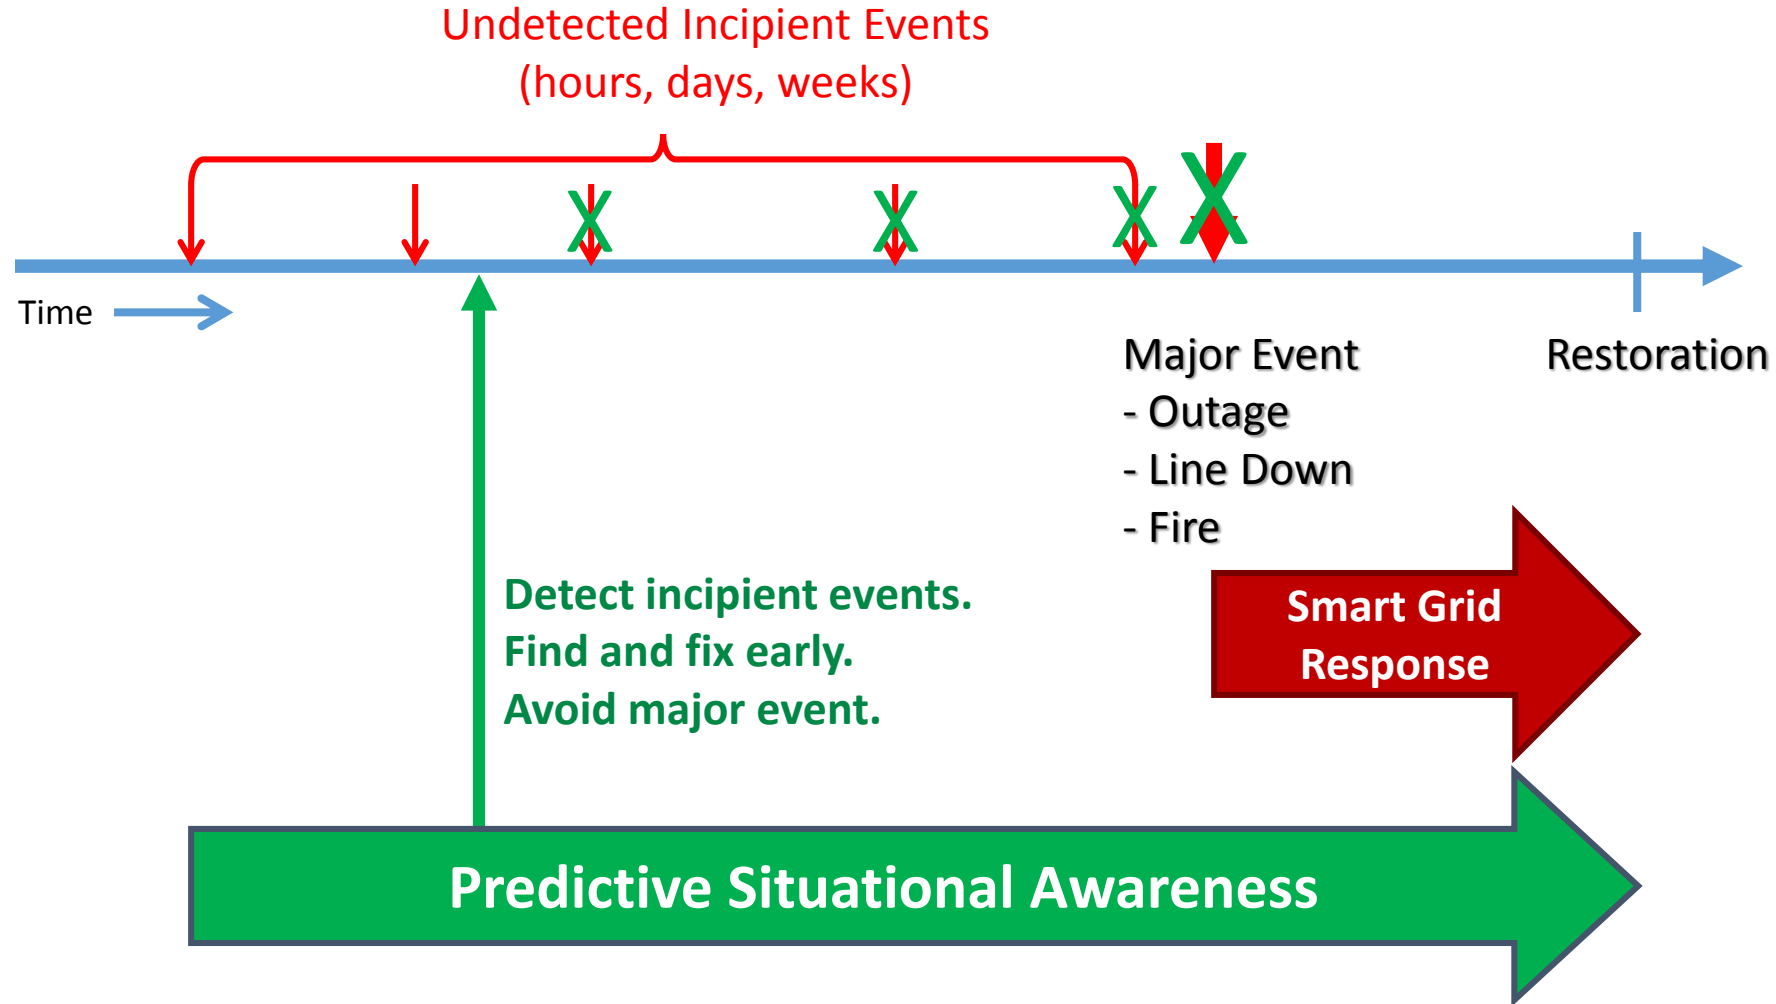 Undetected Incipient Events
(hours, days, weeks)
X
X
X
X
Time
Major Event
- Outage
- Line Down
- Fire
Restoration
Detect incipient events.
Find and fix early.
Avoid major event.
Smart Grid
Response
Predictive Situational Awareness